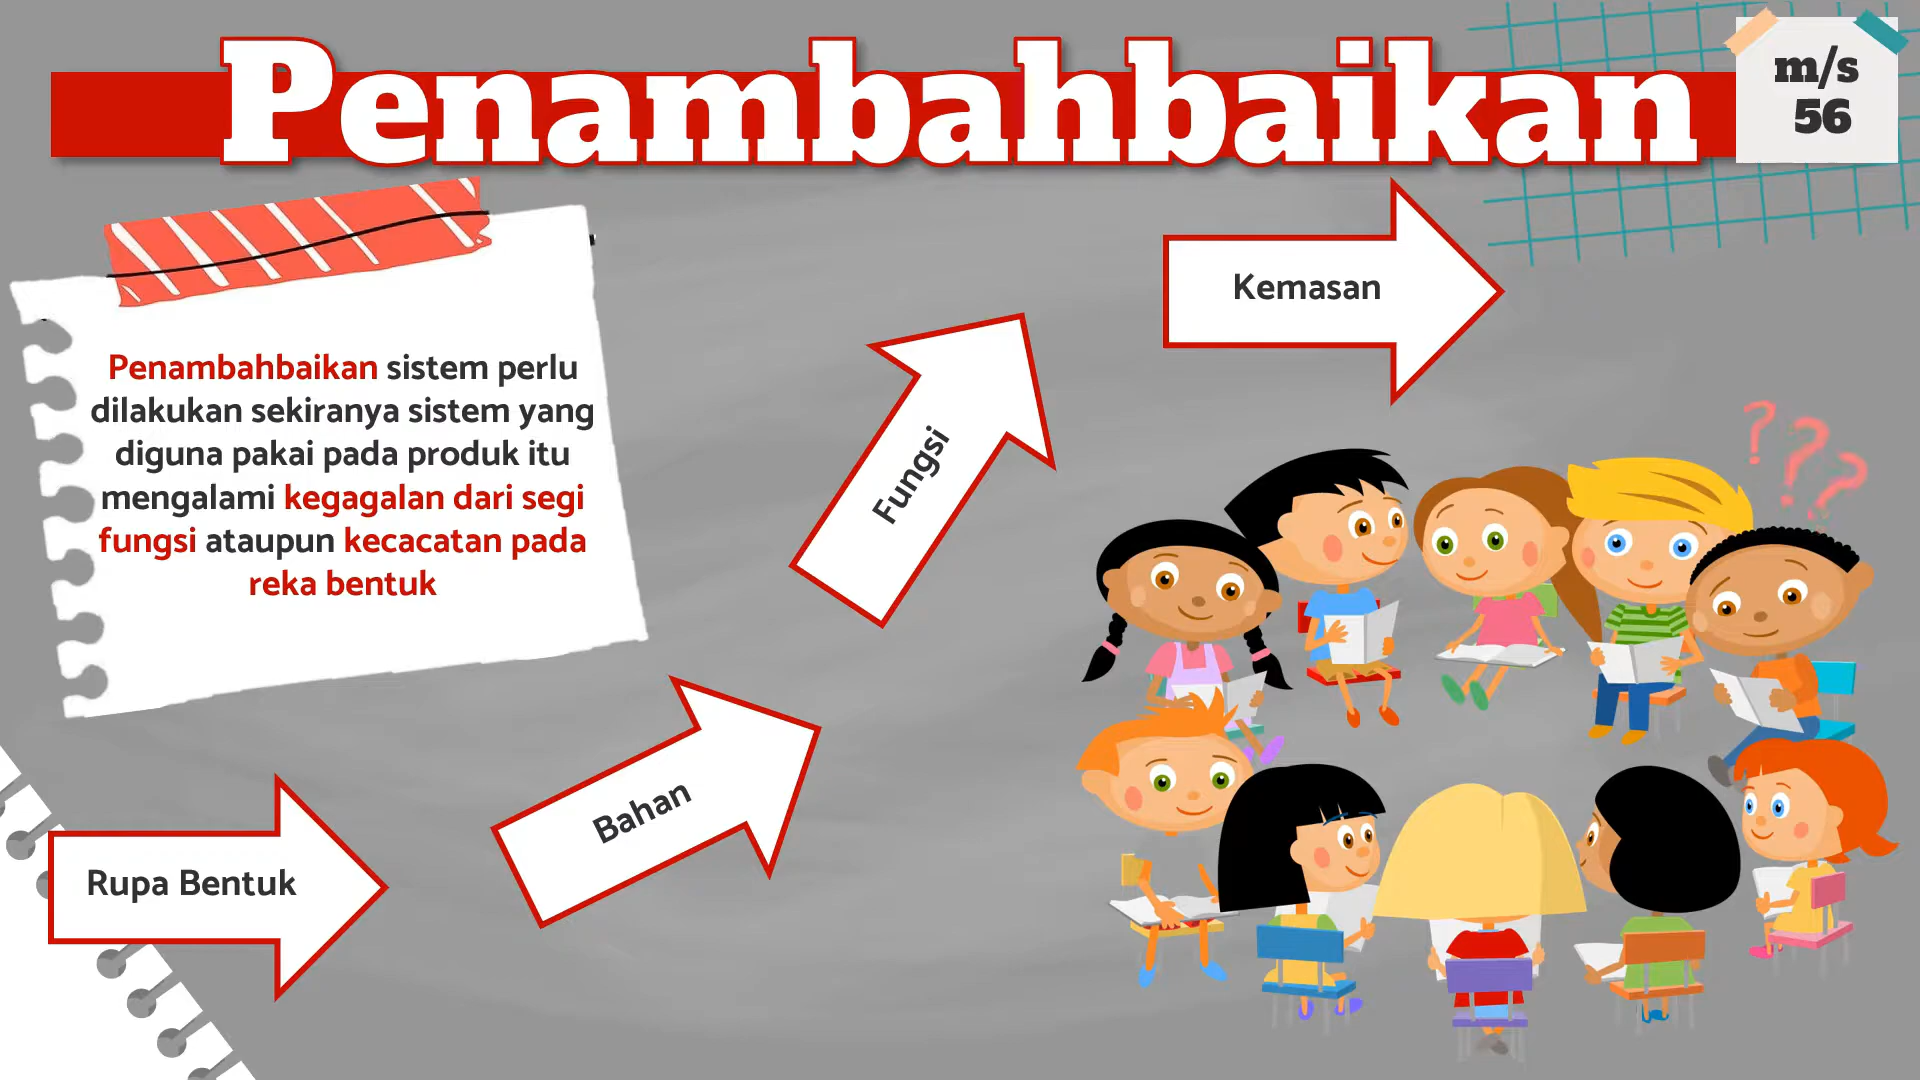 Penambahbaikan
m/s
56
Penambahbaikan sistem perlu
dilakukan sekiranya sistem yang
diguna pakai pada produk itu
mengalami kegagalan dari segi
fungsi ataupun kecacatan pada
reka bentuk
Rupa Bentuk
Bahan
Fungsi
Kemasan
???